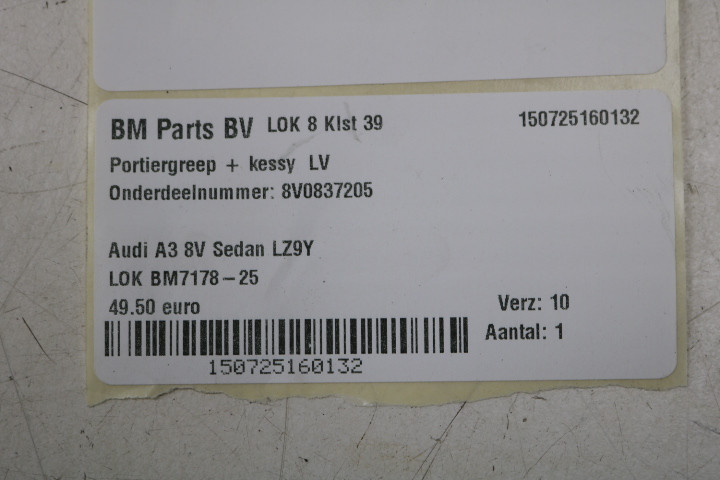 BM Parts BV LOK 8 Klst 39 150725160132
Portiergreep + kessy LV
Onderdeelnummer: 8V0837205
Audi A3 8V Sedan LZ9Y
LOK BM7178-25
49.50 euro Verz: 10
Aantal: 1
150725160132